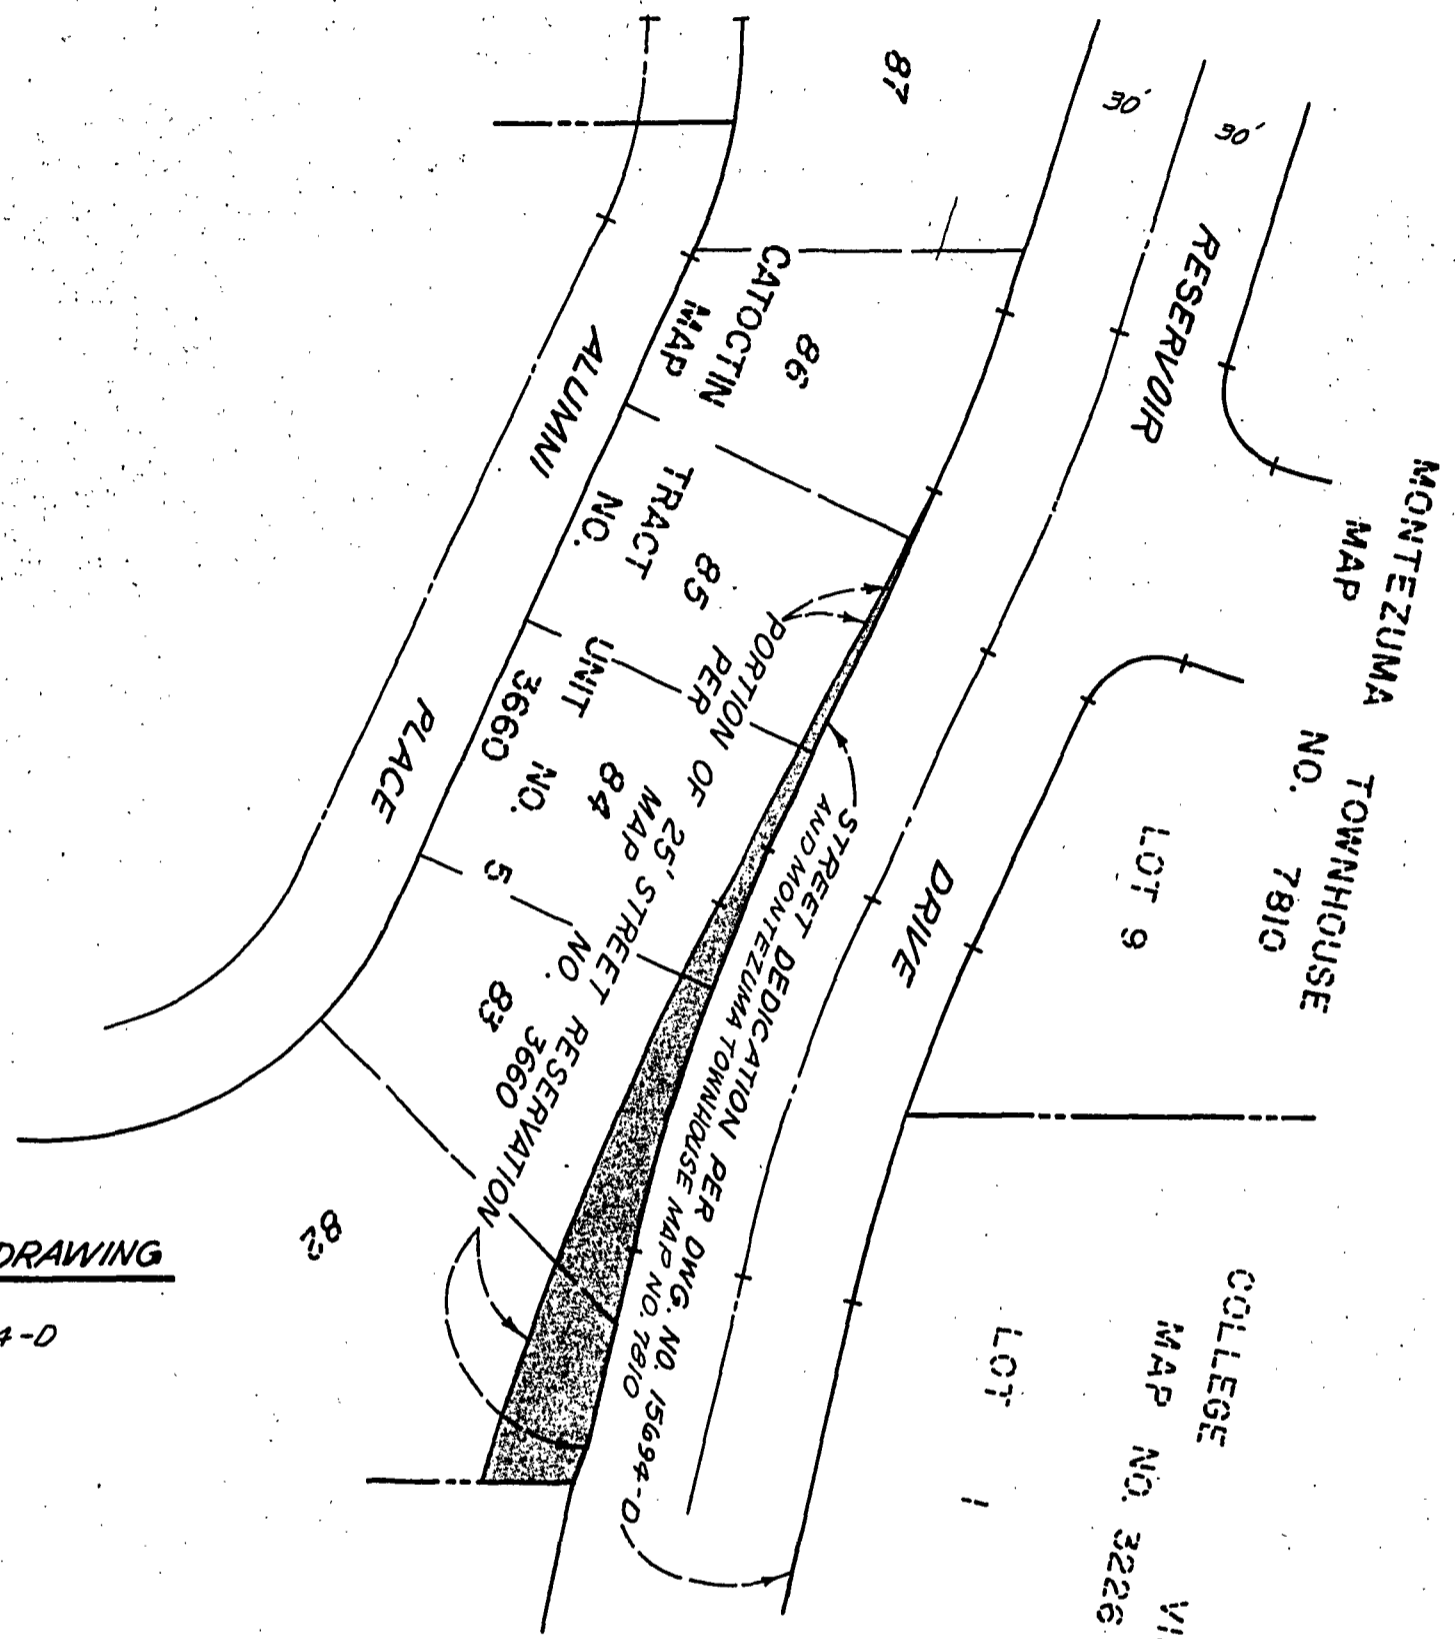 87
30'
30'
RESERVOIR
DRIVE
MONTEZUMA TOWNHOUSE
MAP NO. 7810
LOT 9
COLLEGE
MAP NO. 3226
LOT 1
86
CATOCTIN TRACT UNIT NO. 5
MAP NO. 3660
85
84
83
82
PORTION OF 25' STREET RESERVATION
PER MAP NO. 3660
STREET DEDICATION PER DWG. NO. 15694-D
AND MONTEZUMA TOWNHOUSE MAP NO. 7810
ALUMNI
PLACE
DRAWING
4-D